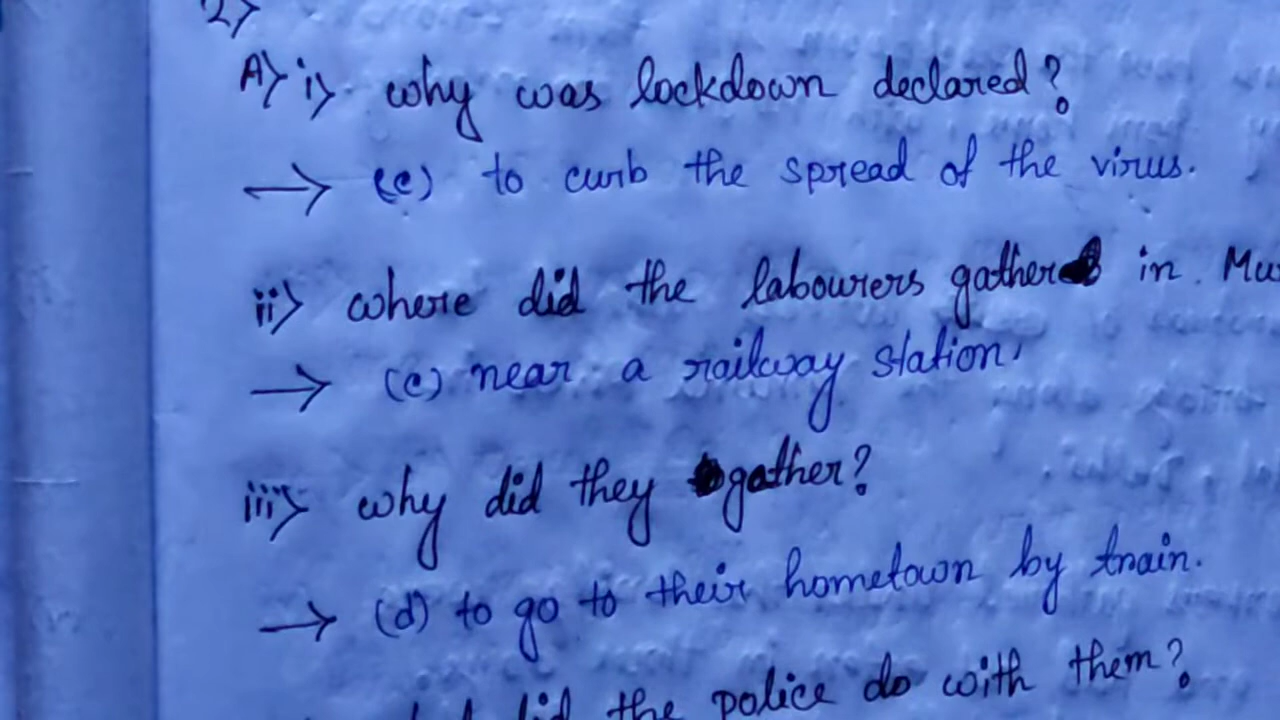 2>
A> i> why was lockdown declared?
→ (c) to curb the spread of the virus.
ii> where did the labourers gather in Mu
→ (c) near a railway station.
iii> why did they gather?
→ (d) to go to their hometown by train.
did the police do with them?